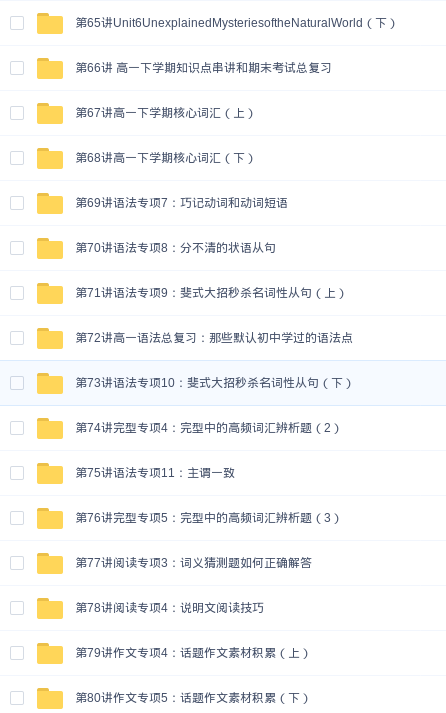 第65讲Unit6UnexplainedMysteriesoftheNaturalWorld（下）
第66讲 高一下学期知识点串讲和期末考试总复习
第67讲高一下学期核心词汇（上）
第68讲高一下学期核心词汇（下）
第69讲语法专项7：巧记动词和动词短语
第70讲语法专项8：分不清的状语从句
第71讲语法专项9：斐式大招秒杀名词性从句（上）
第72讲高一语法总复习：那些默认初中学过的语法点
第73讲语法专项10：斐式大招秒杀名词性从句（下）
第74讲完型专项4：完型中的高频词汇辨析题（2）
第75讲语法专项11：主谓一致
第76讲完型专项5：完型中的高频词汇辨析题（3）
第77讲阅读专项3：词义猜测题如何正确解答
第78讲阅读专项4：说明文阅读技巧
第79讲作文专项4：话题作文素材积累（上）
第80讲作文专项5：话题作文素材积累（下）